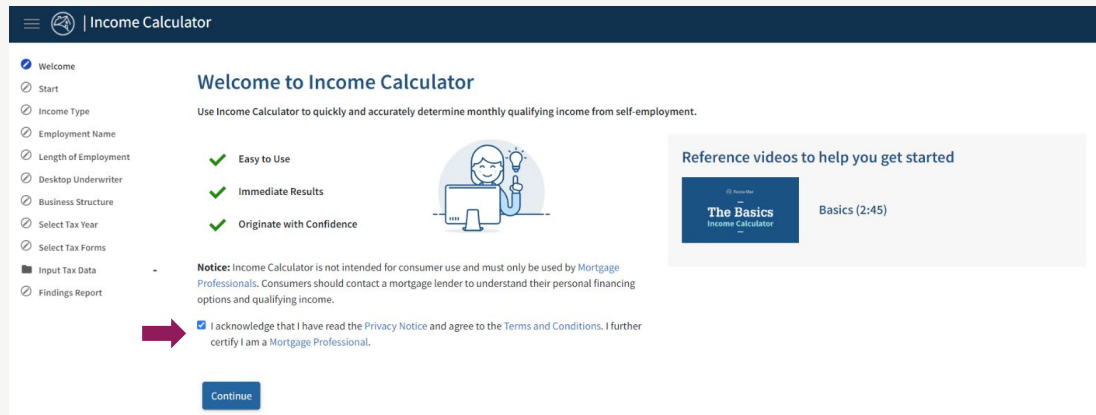 | Income Calculator
Welcome
Start
Income Type
Employment Name
Length of Employment
Desktop Underwriter
Business Structure
Select Tax Year
Select Tax Forms
Input Tax Data
Findings Report
Welcome to Income Calculator
Use Income Calculator to quickly and accurately determine monthly qualifying income from self-employment.
Easy to Use
Immediate Results
Originate with Confidence
Notice: Income Calculator is not intended for consumer use and must only be used by Mortgage
Professionals. Consumers should contact a mortgage lender to understand their personal financing
options and qualifying income.
I acknowledge that I have read the Privacy Notice and agree to the Terms and Conditions. I further
certify I am a Mortgage Professional.
Continue
Reference videos to help you get started
Fannie Mae
The Basics
Income Calculator
Basics (2:45)